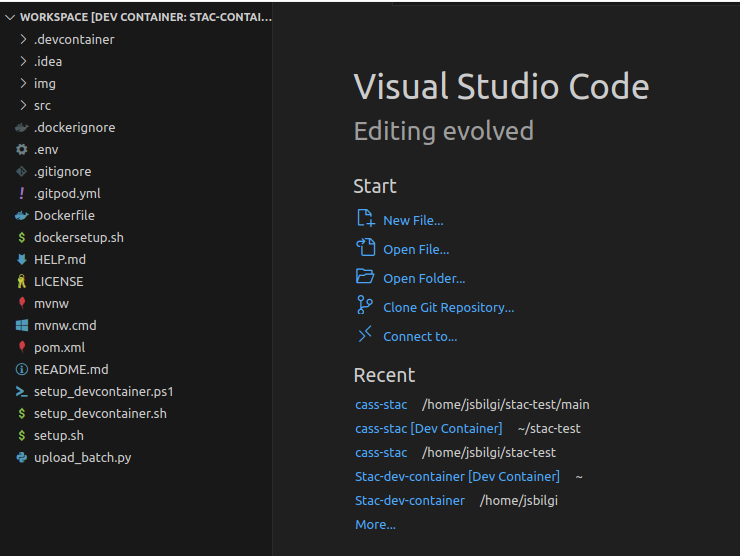 WORKSPACE [DEV CONTAINER: STAC-CONTAI...
.devcontainer
.idea
img
src
.dockerignore
.env
.gitignore
.gitpod.yml
Dockerfile
dockersetup.sh
HELP.md
LICENSE
mvnw
mvnw.cmd
pom.xml
README.md
setup_devcontainer.ps1
setup_devcontainer.sh
setup.sh
upload_batch.py
Visual Studio Code
Editing evolved
Start
New File...
Open File...
Open Folder...
Clone Git Repository...
Connect to...
Recent
cass-stac /home/jsbilgi/stac-test/main
cass-stac [Dev Container] ~/stac-test
cass-stac /home/jsbilgi/stac-test
Stac-dev-container [Dev Container] ~
Stac-dev-container /home/jsbilgi
More...